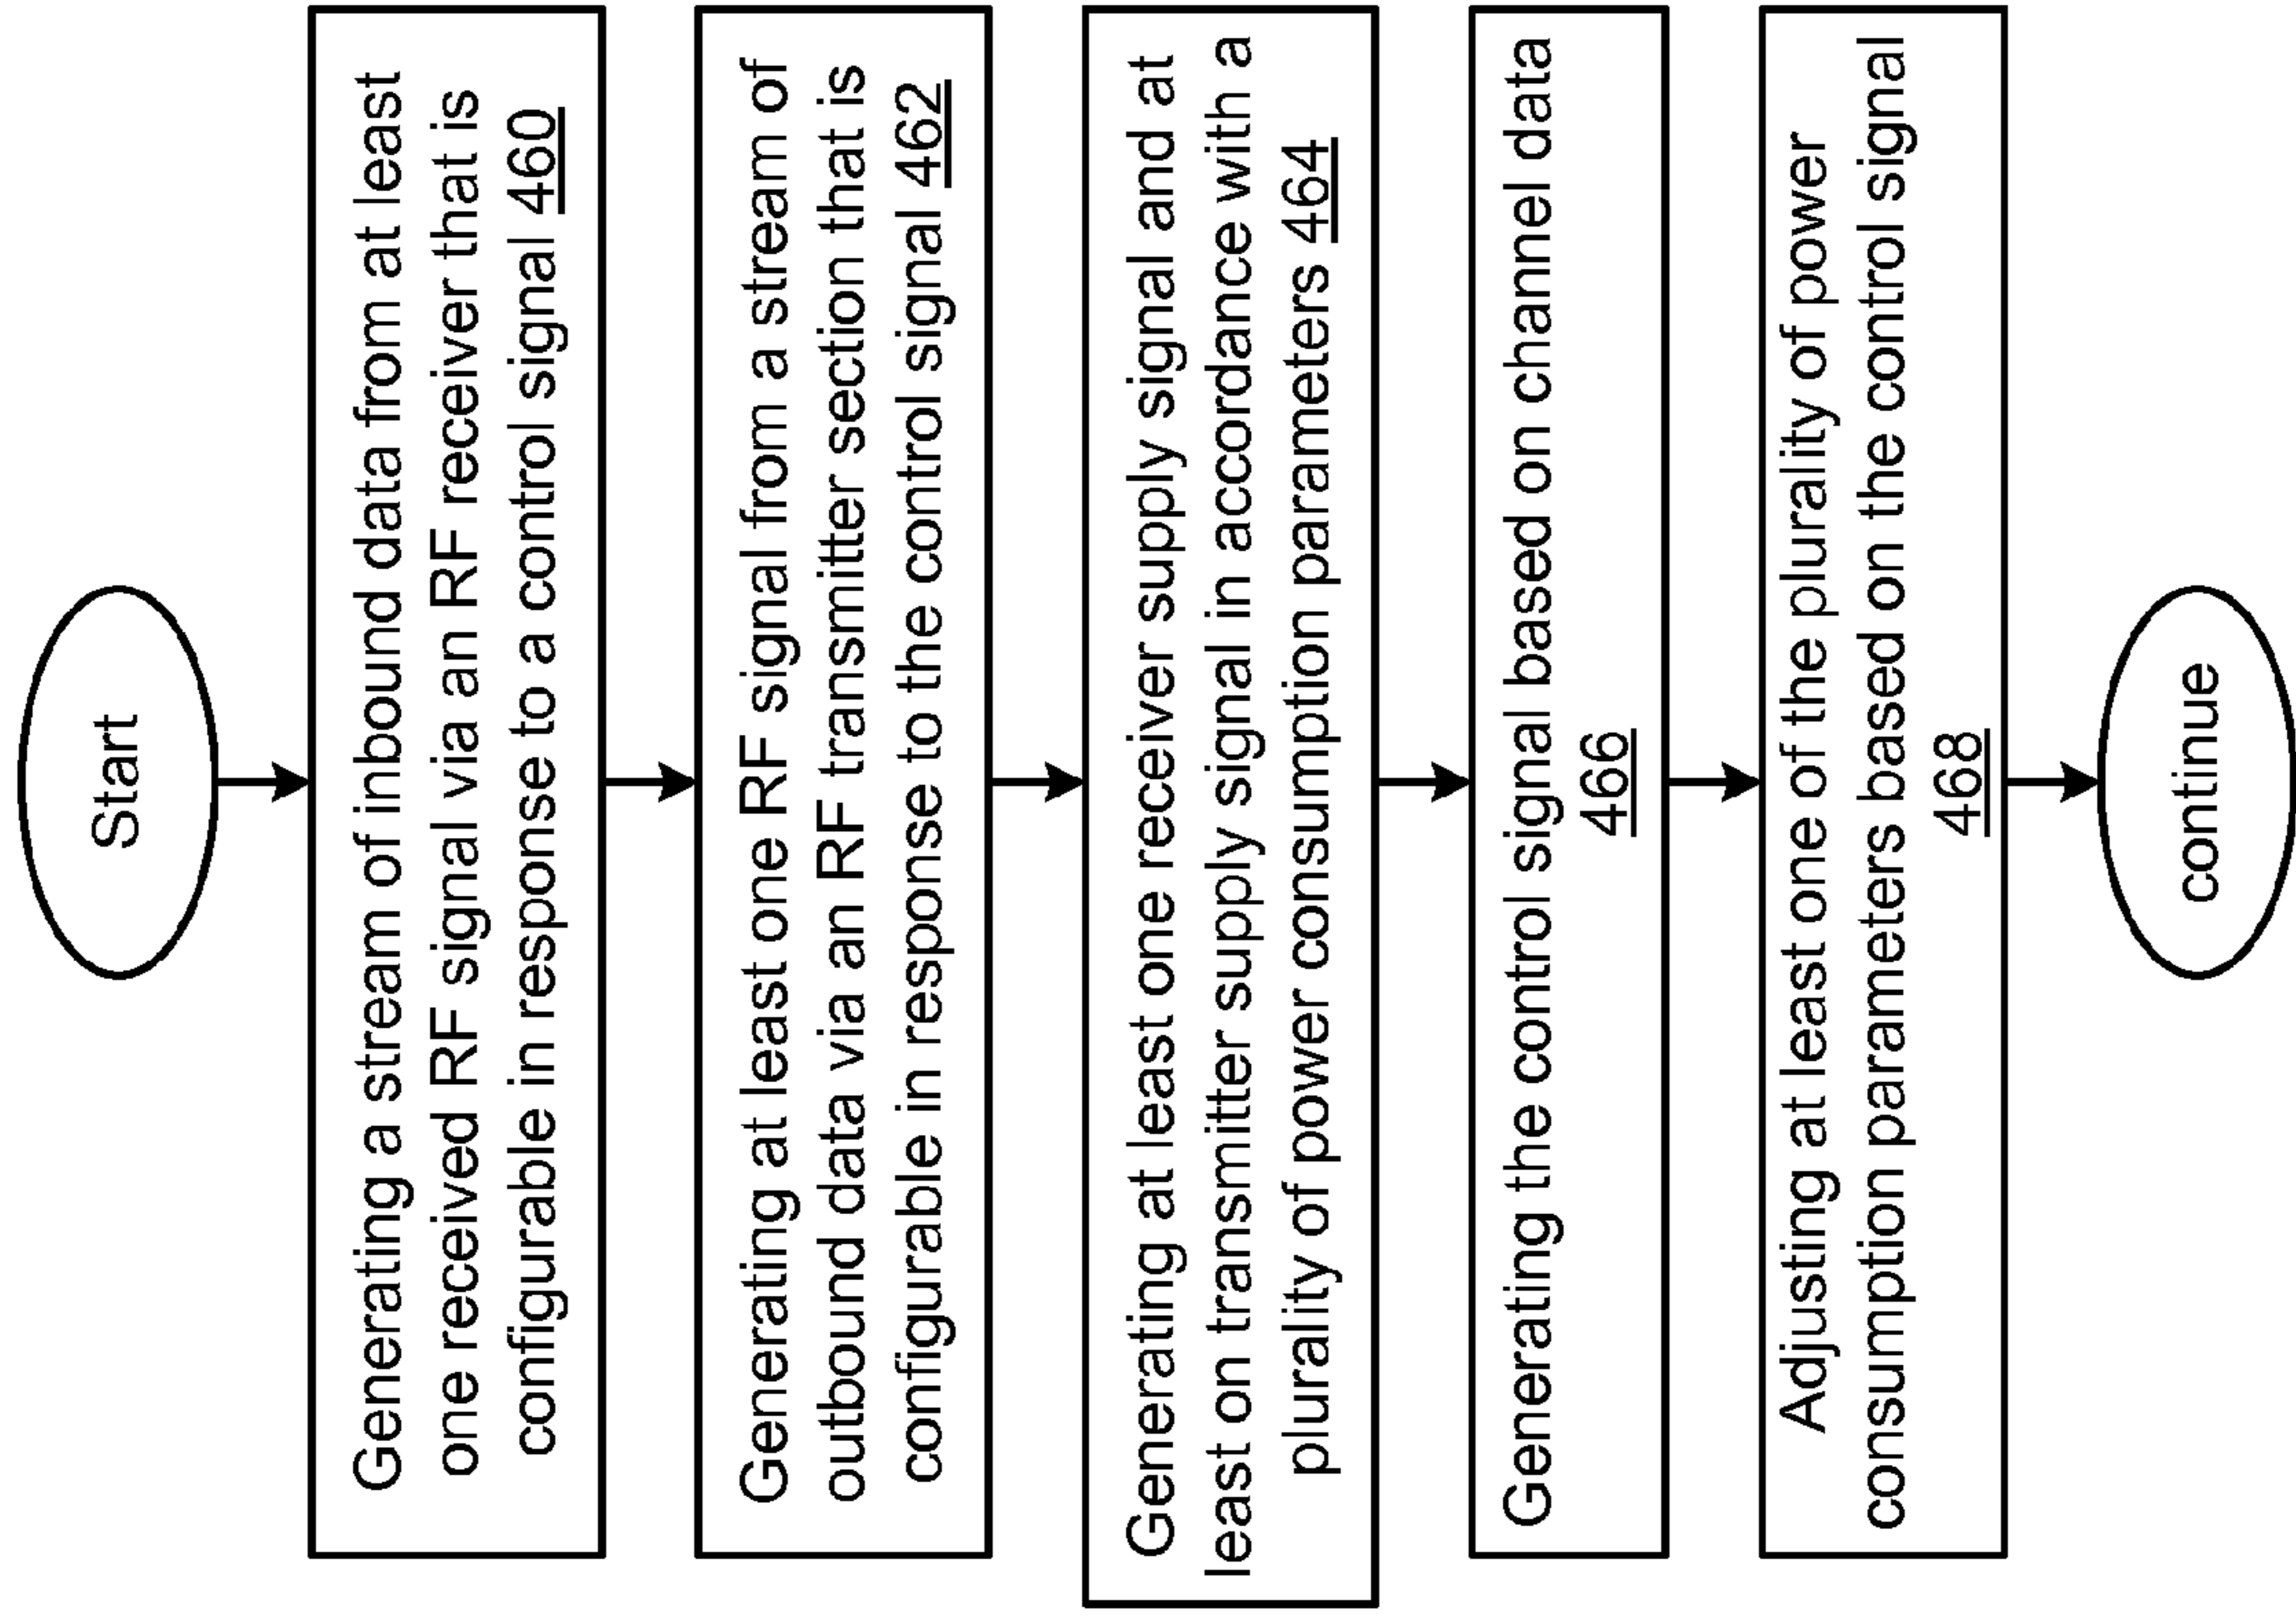 Start
Generating a stream of inbound data from at least
one received RF signal via an RF receiver that is
configurable in response to a control signal 460
Generating at least one RF signal from a stream of
outbound data via an RF transmitter section that is
configurable in response to the control signal 462
Generating at least one receiver supply signal and at
least on transmitter supply signal in accordance with a
plurality of power consumption parameters 464
Generating the control signal based on channel data
466
Adjusting at least one of the plurality of power
consumption parameters based on the control signal
468
continue